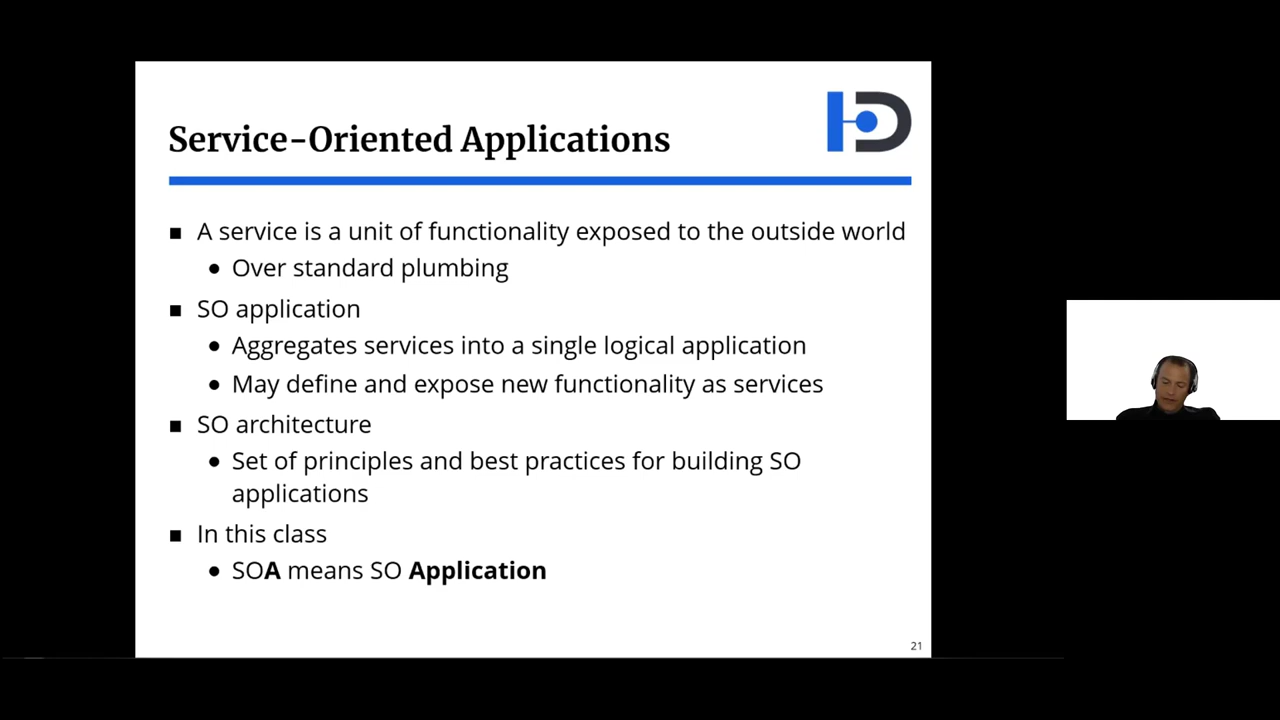 Service-Oriented Applications
■ A service is a unit of functionality exposed to the outside world
● Over standard plumbing
■ SO application
● Aggregates services into a single logical application
● May define and expose new functionality as services
■ SO architecture
● Set of principles and best practices for building SO
applications
■ In this class
● SOA means SO Application
21